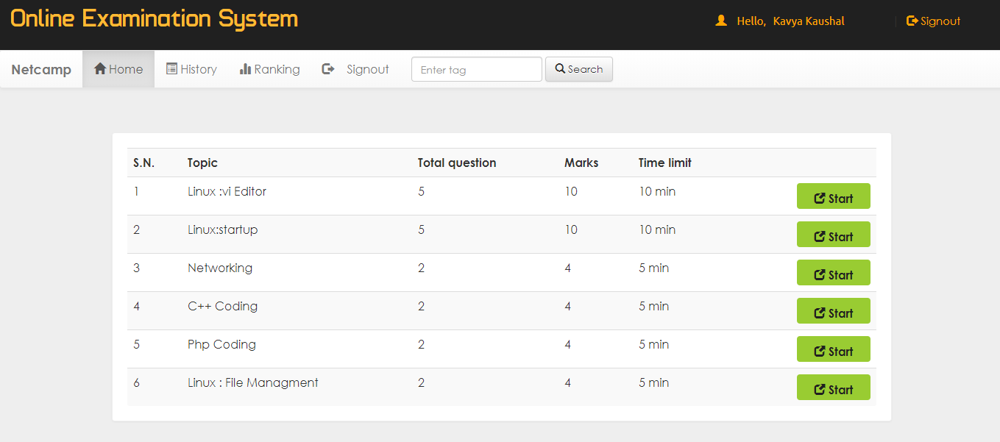 Online Examination System
Hello, Kavya Kaushal | Signout
Netcamp Home History Ranking Signout Enter tag Search
S.N. Topic Total question Marks Time limit
1 Linux :vi Editor 5 10 10 min Start
2 Linux:startup 5 10 10 min Start
3 Networking 2 4 5 min Start
4 C++ Coding 2 4 5 min Start
5 Php Coding 2 4 5 min Start
6 Linux : File Managment 2 4 5 min Start